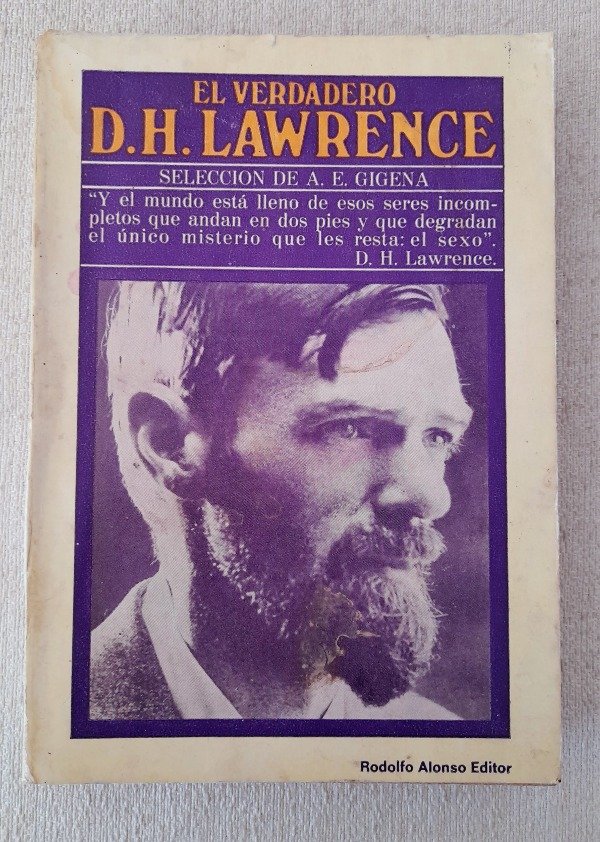 EL VERDADERO
D.H. LAWRENCE
SELECCION DE A. E. GIGENA
“Y el mundo está lleno de esos seres incom-
pletos que andan en dos pies y que degradan
el único misterio que les resta: el sexo”.
D. H. Lawrence.
Rodolfo Alonso Editor